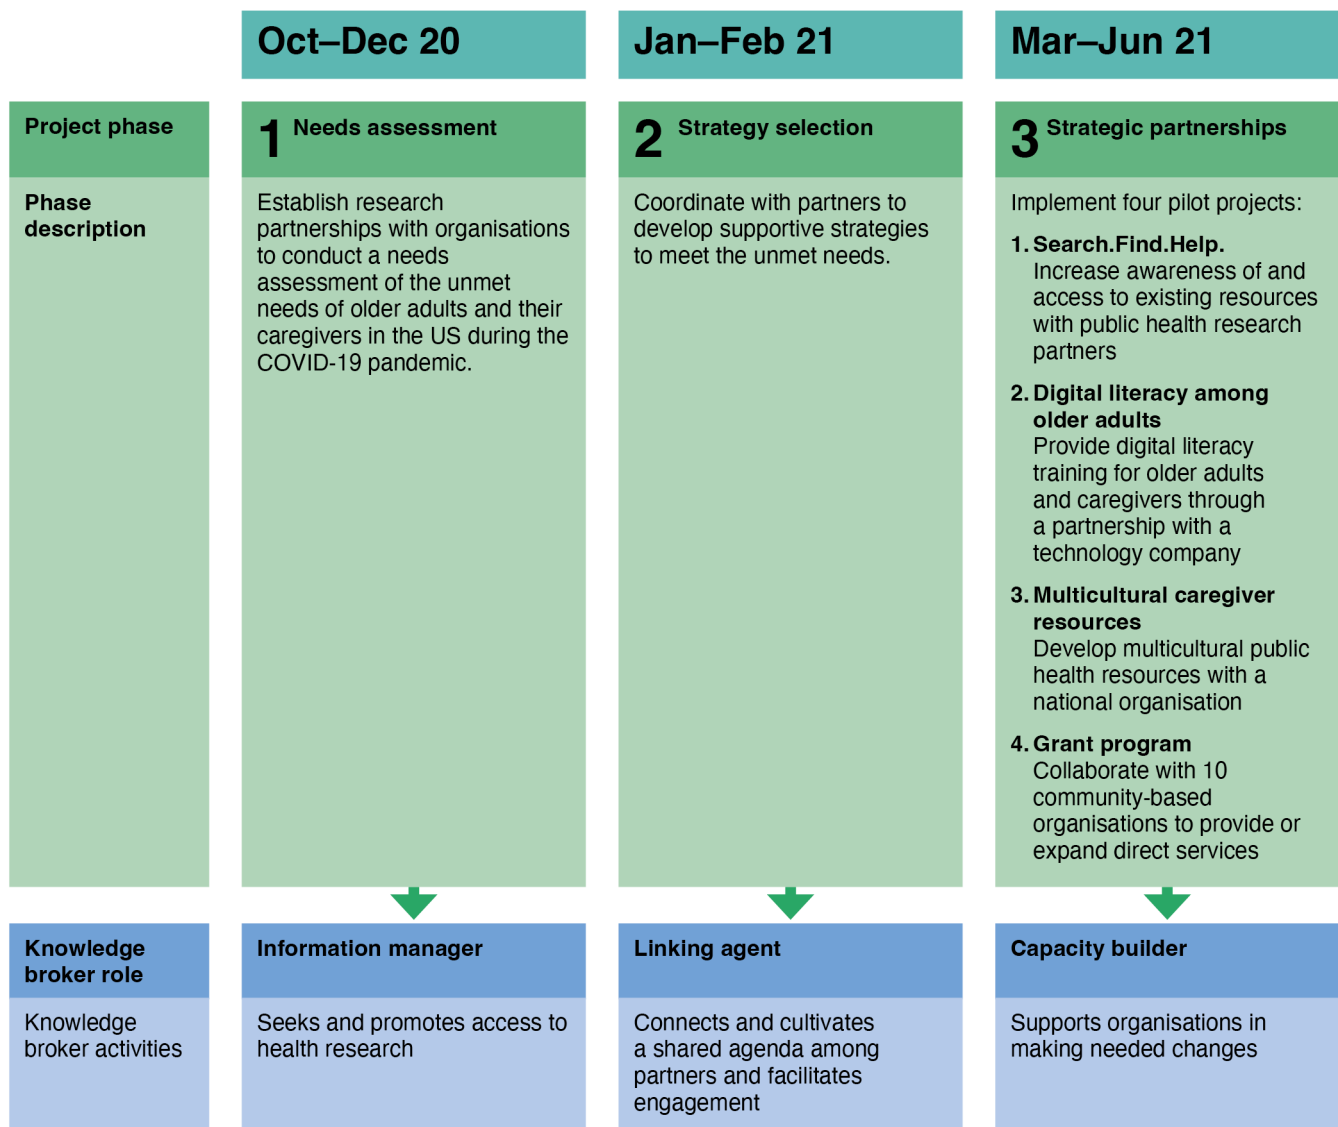 Oct–Dec 20
Jan–Feb 21
Mar–Jun 21
Project phase
1 Needs assessment
2 Strategy selection
3 Strategic partnerships
Phase
description
Establish research
partnerships with organisations
to conduct a needs
assessment of the unmet
needs of older adults and their
caregivers in the US during the
COVID-19 pandemic.
Coordinate with partners to
develop supportive strategies
to meet the unmet needs.
Implement four pilot projects:
1. Search.Find.Help.
Increase awareness of and
access to existing resources
with public health research
partners
2. Digital literacy among
older adults
Provide digital literacy
training for older adults
and caregivers through
a partnership with a
technology company
3. Multicultural caregiver
resources
Develop multicultural public
health resources with a
national organisation
4. Grant program
Collaborate with 10
community-based
organisations to provide or
expand direct services
Knowledge
broker role
Information manager
Linking agent
Capacity builder
Knowledge
broker activities
Seeks and promotes access to
health research
Connects and cultivates
a shared agenda among
partners and facilitates
engagement
Supports organisations in
making needed changes